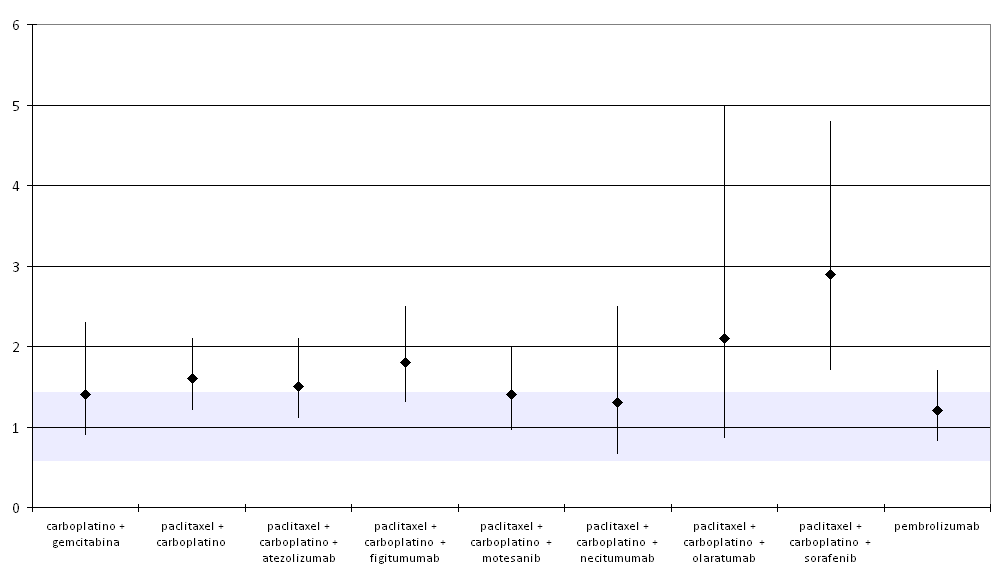 6
5
4
3
2
1
0
carboplatino +
gemcitabina
paclitaxel +
carboplatino
paclitaxel +
carboplatino +
atezolizumab
paclitaxel +
carboplatino +
figitumumab
paclitaxel +
carboplatino +
motesanib
paclitaxel +
carboplatino +
necitumumab
paclitaxel +
carboplatino +
olaratumab
paclitaxel +
carboplatino +
sorafenib
pembrolizumab